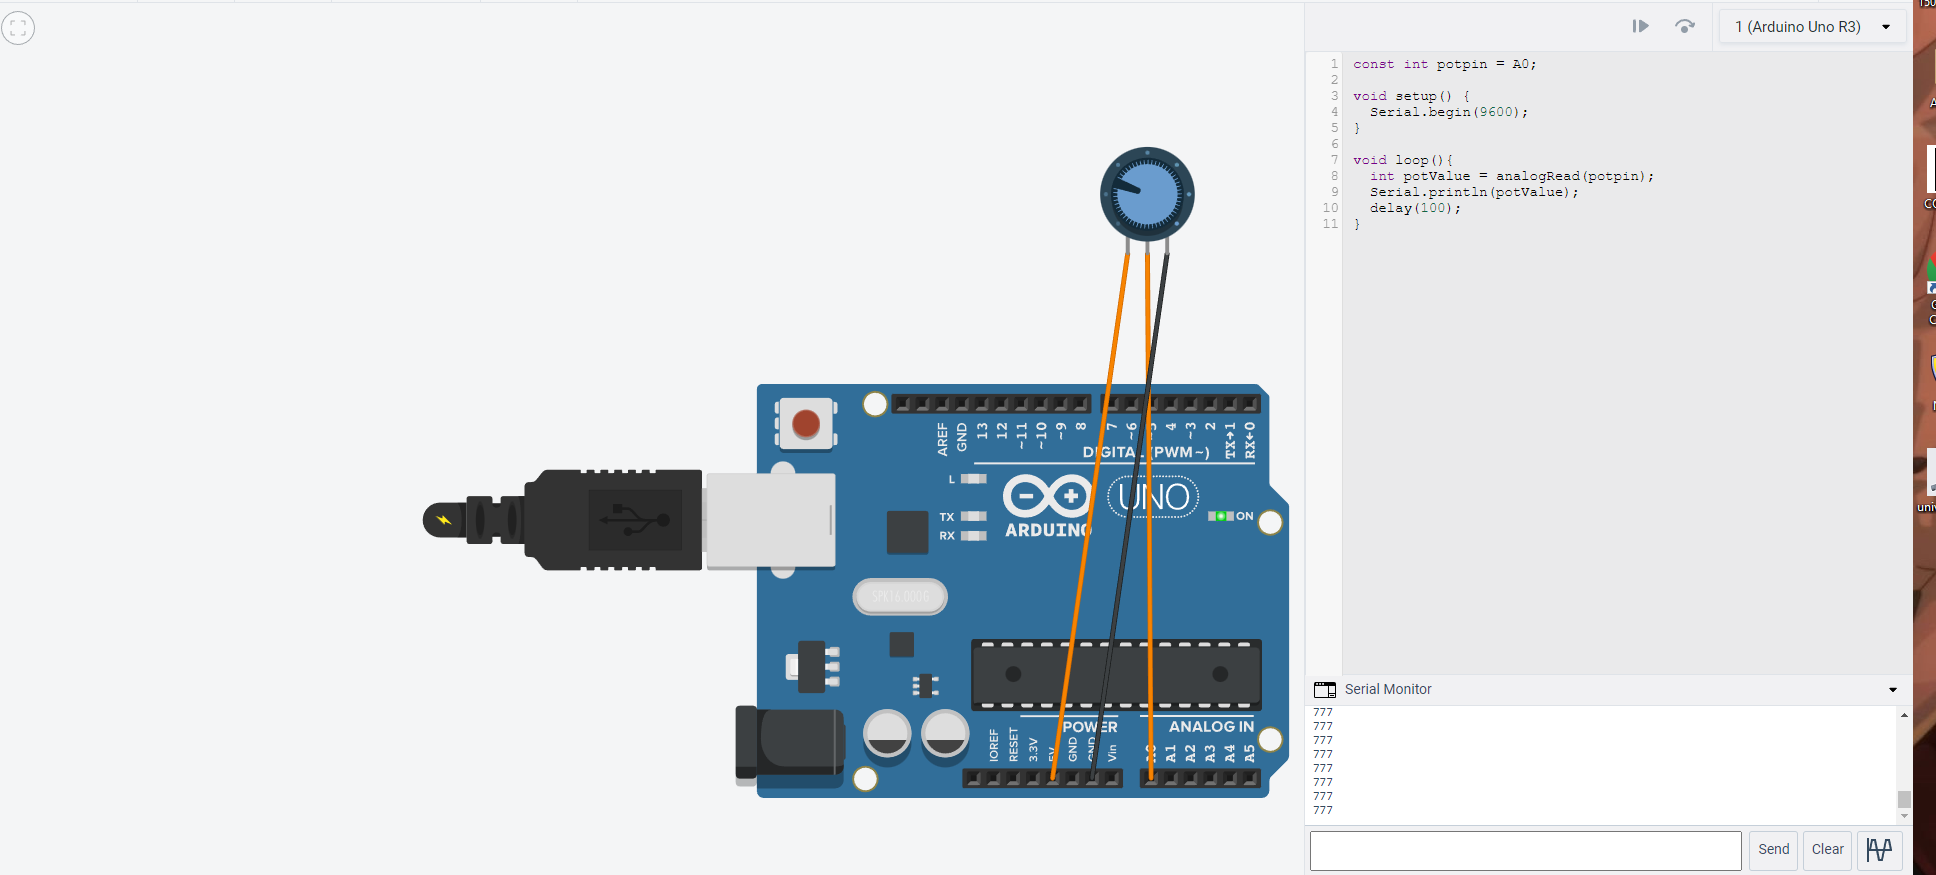 1 (Arduino Uno R3)
1 const int potpin = A0;
2
3 void setup() {
4 Serial.begin(9600);
5 }
6
7 void loop(){
8 int potValue = analogRead(potpin);
9 Serial.println(potValue);
10 delay(100);
11 }
AREF GND 13 12 ~11 ~10 ~9 8 7 ~6 ~5 4 ~3 2 TX→1 RX←0
DIGITAL (PWM~)
L
TX
RX
ARDUINO
UNO
ON
SPK16.000G
POWER
ANALOG IN
IOREF RESET 3.3V 5V GND GND Vin A0 A1 A2 A3 A4 A5
Serial Monitor
777
777
777
777
777
777
777
777
Send
Clear